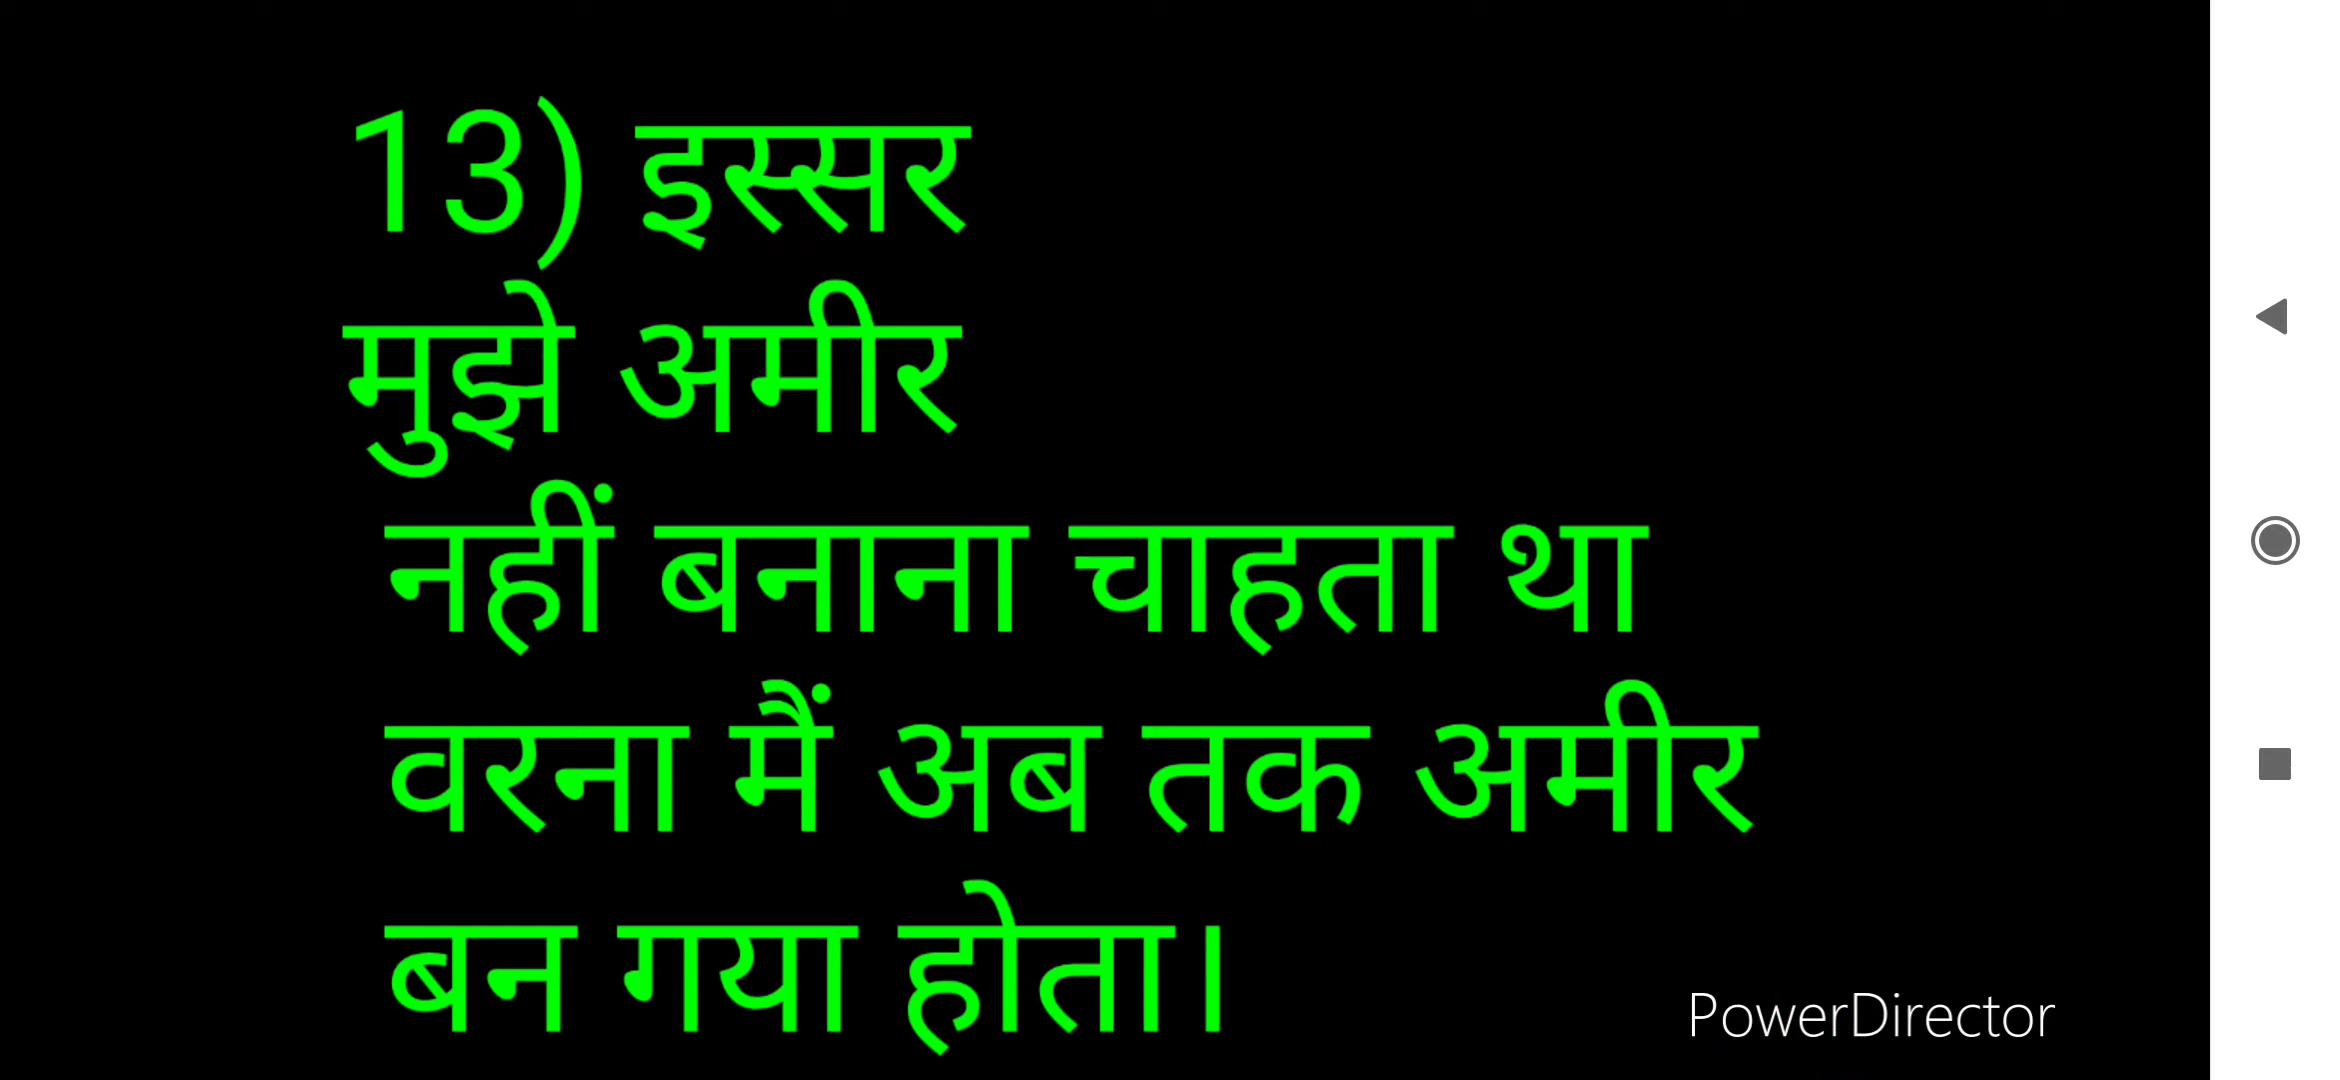 13) इस्सर
मुझे अमीर
नहीं बनाना चाहता था
वरना मैं अब तक अमीर
बन गया होता।
PowerDirector